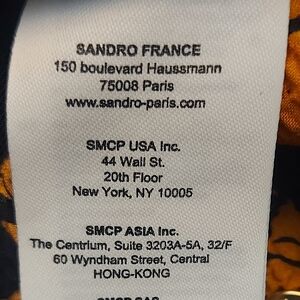 SANDRO FRANCE
150 boulevard Haussmann
75008 Paris
www.sandro-paris.com
SMCP USA Inc.
44 Wall St.
20th Floor
New York, NY 10005
SMCP ASIA Inc.
The Centrium, Suite 3203A-5A, 32/F
60 Wyndham Street, Central
HONG-KONG
SMCP SAS